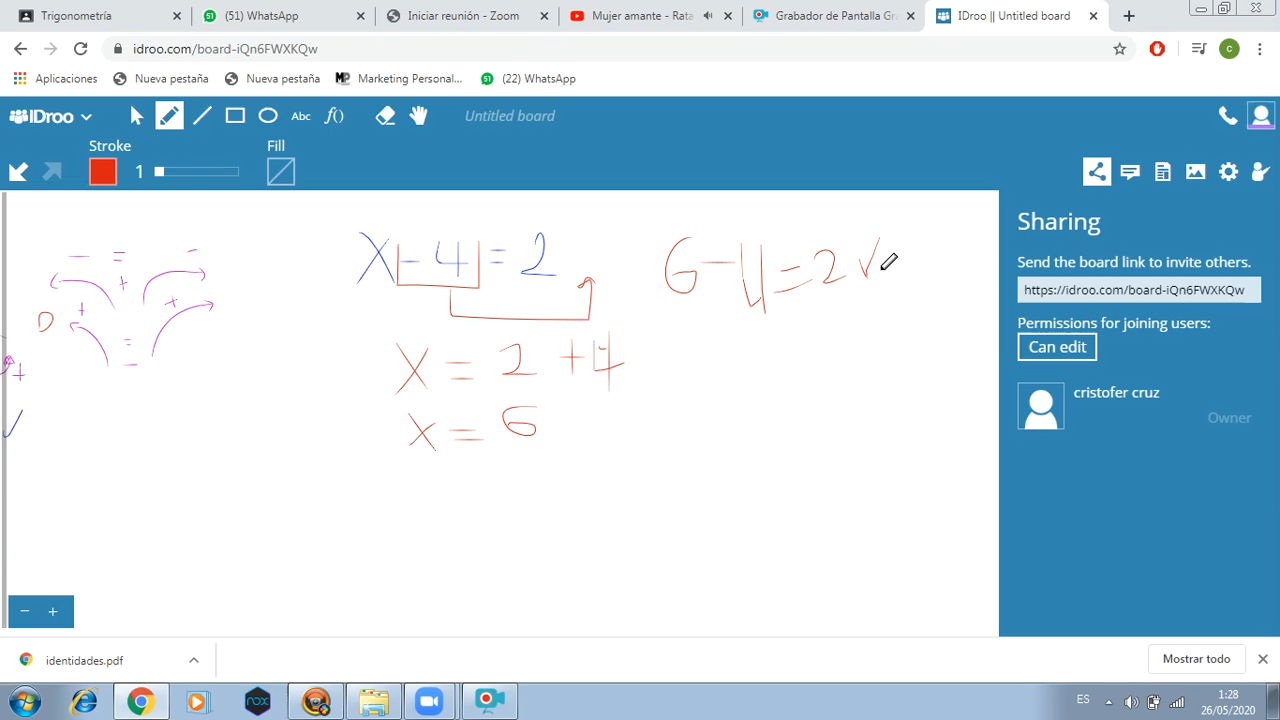 Trigonometría
(51) WhatsApp
Iniciar reunión - Zoom
Mujer amante - Rata
Grabador de Pantalla Gra
IDroo || Untitled board
idroo.com/board-iQn6FWXKQw
Aplicaciones
Nueva pestaña
Nueva pestaña
Marketing Personal...
(22) WhatsApp
IDroo
Abc
f()
Untitled board
Stroke
1
Fill
- = -
+
+ +
=
-
D
+
✓
X - 4 = 2
X = 2 + 4
x = 6
6 - 4 = 2 ✓
Sharing
Send the board link to invite others.
https://idroo.com/board-iQn6FWXKQw
Permissions for joining users:
Can edit
cristofer cruz
Owner
- +
identidades.pdf
Mostrar todo
nox
ES
1:28
26/05/2020